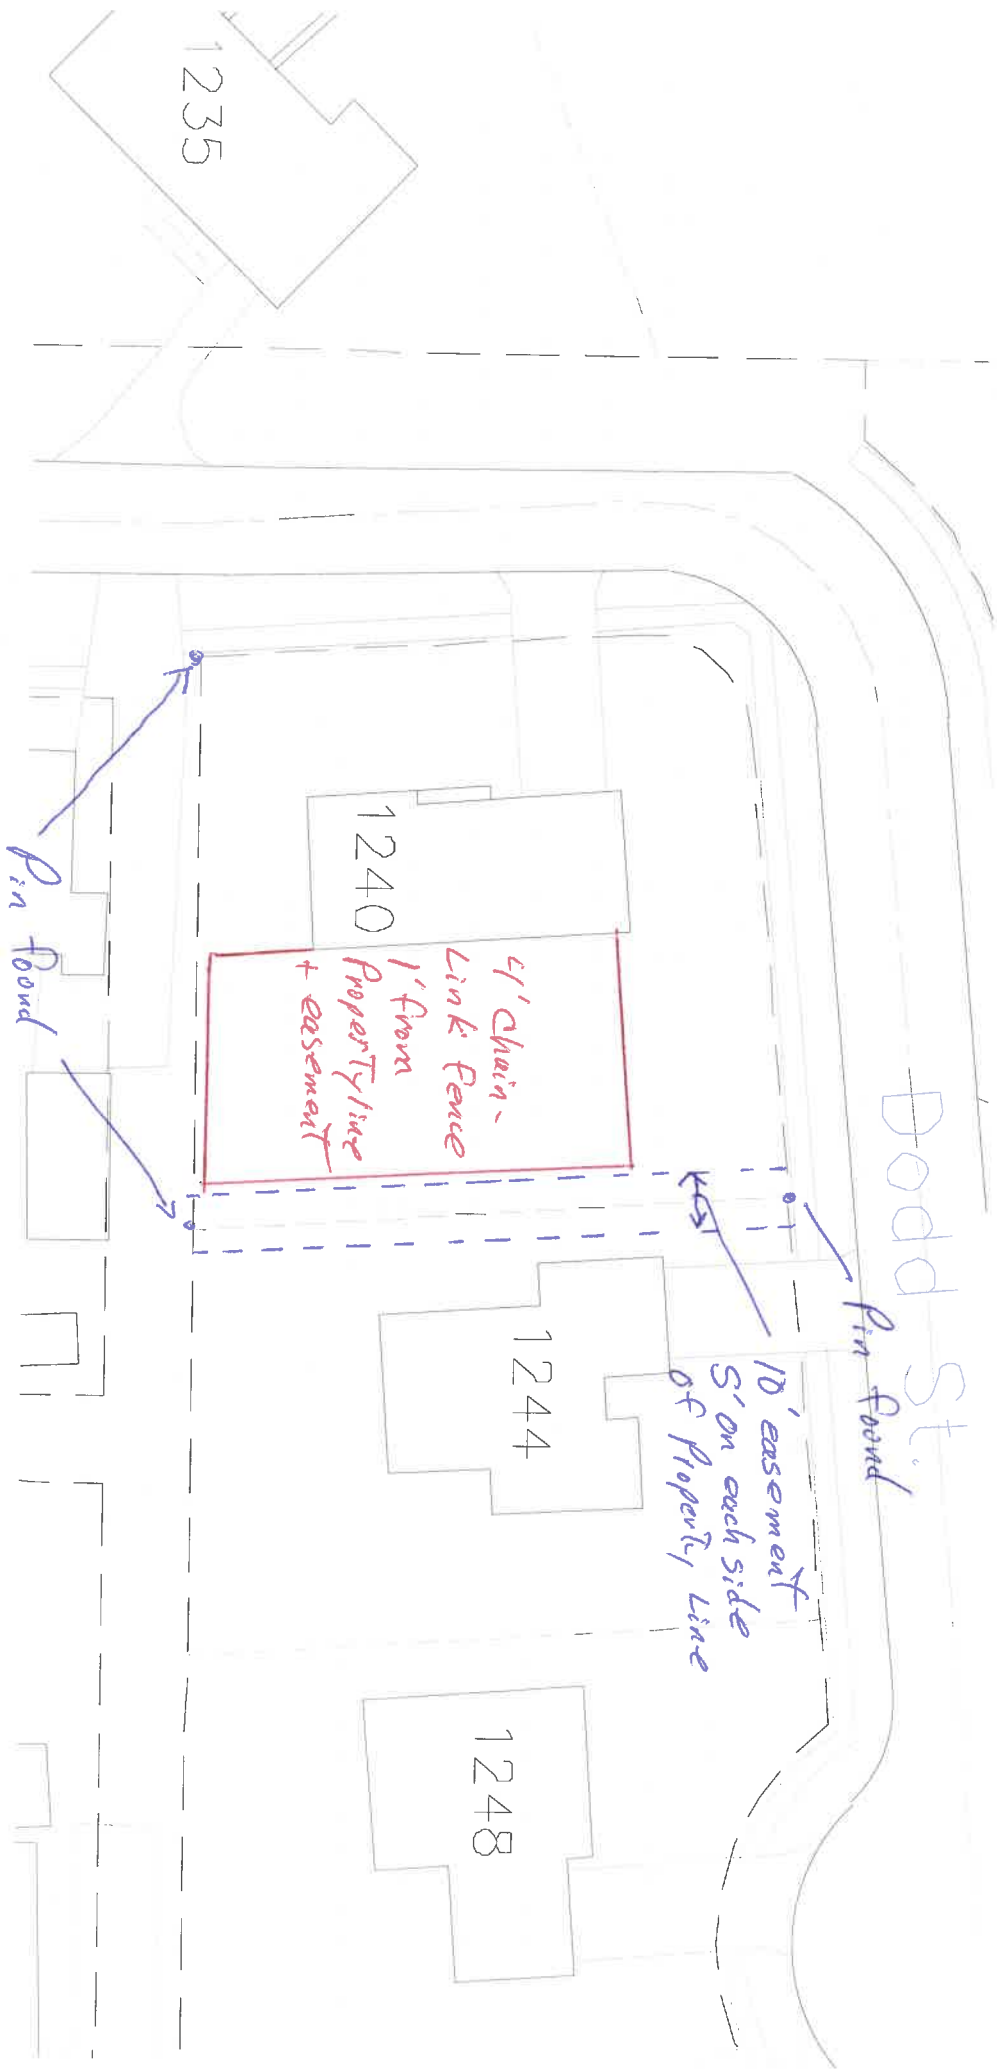 1235
1240
4' Chain-
Link Fence
1' from
Property line
+ easement
Dodd St.
Pin found
Pin found
10' easement
5' on each side
of Property Line
1244
1248